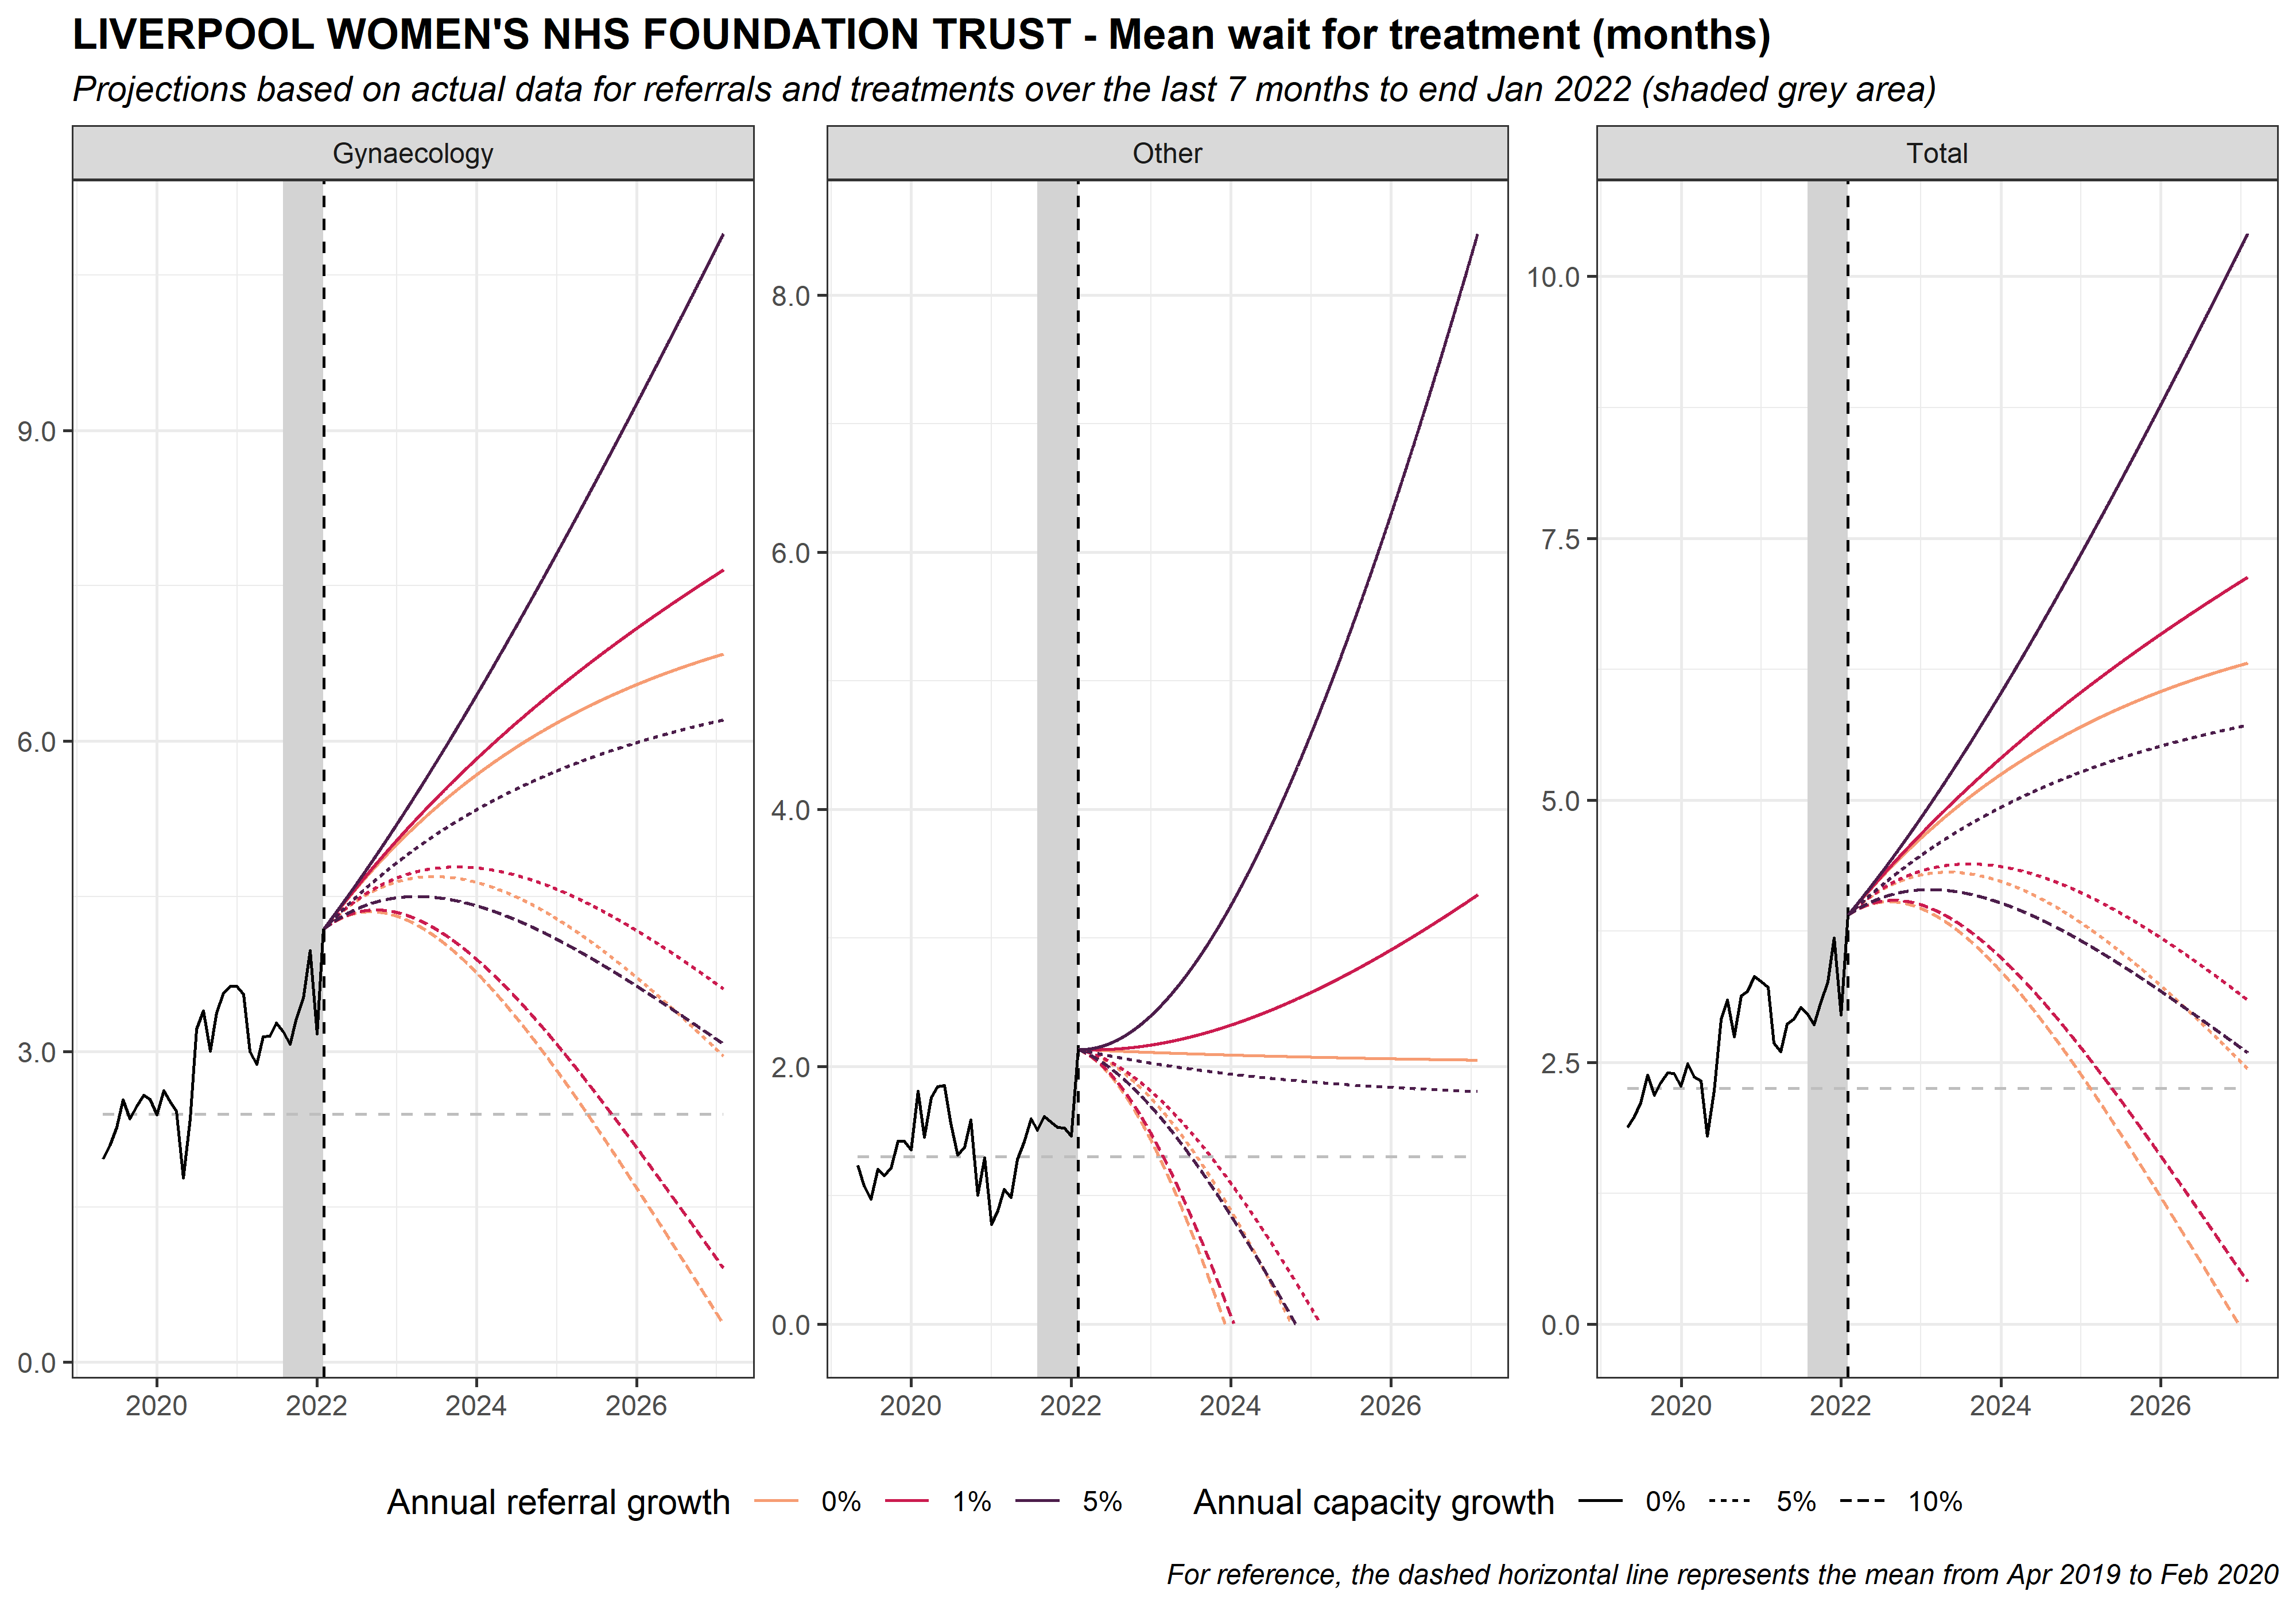 LIVERPOOL WOMEN'S NHS FOUNDATION TRUST - Mean wait for treatment (months)
Projections based on actual data for referrals and treatments over the last 7 months to end Jan 2022 (shaded grey area)
Gynaecology
Other
Total
9.0
6.0
3.0
0.0
8.0
6.0
4.0
2.0
0.0
10.0
7.5
5.0
2.5
0.0
2020 2022 2024 2026
2020 2022 2024 2026
2020 2022 2024 2026
Annual referral growth 0% 1% 5% Annual capacity growth 0% 5% 10%
For reference, the dashed horizontal line represents the mean from Apr 2019 to Feb 2020